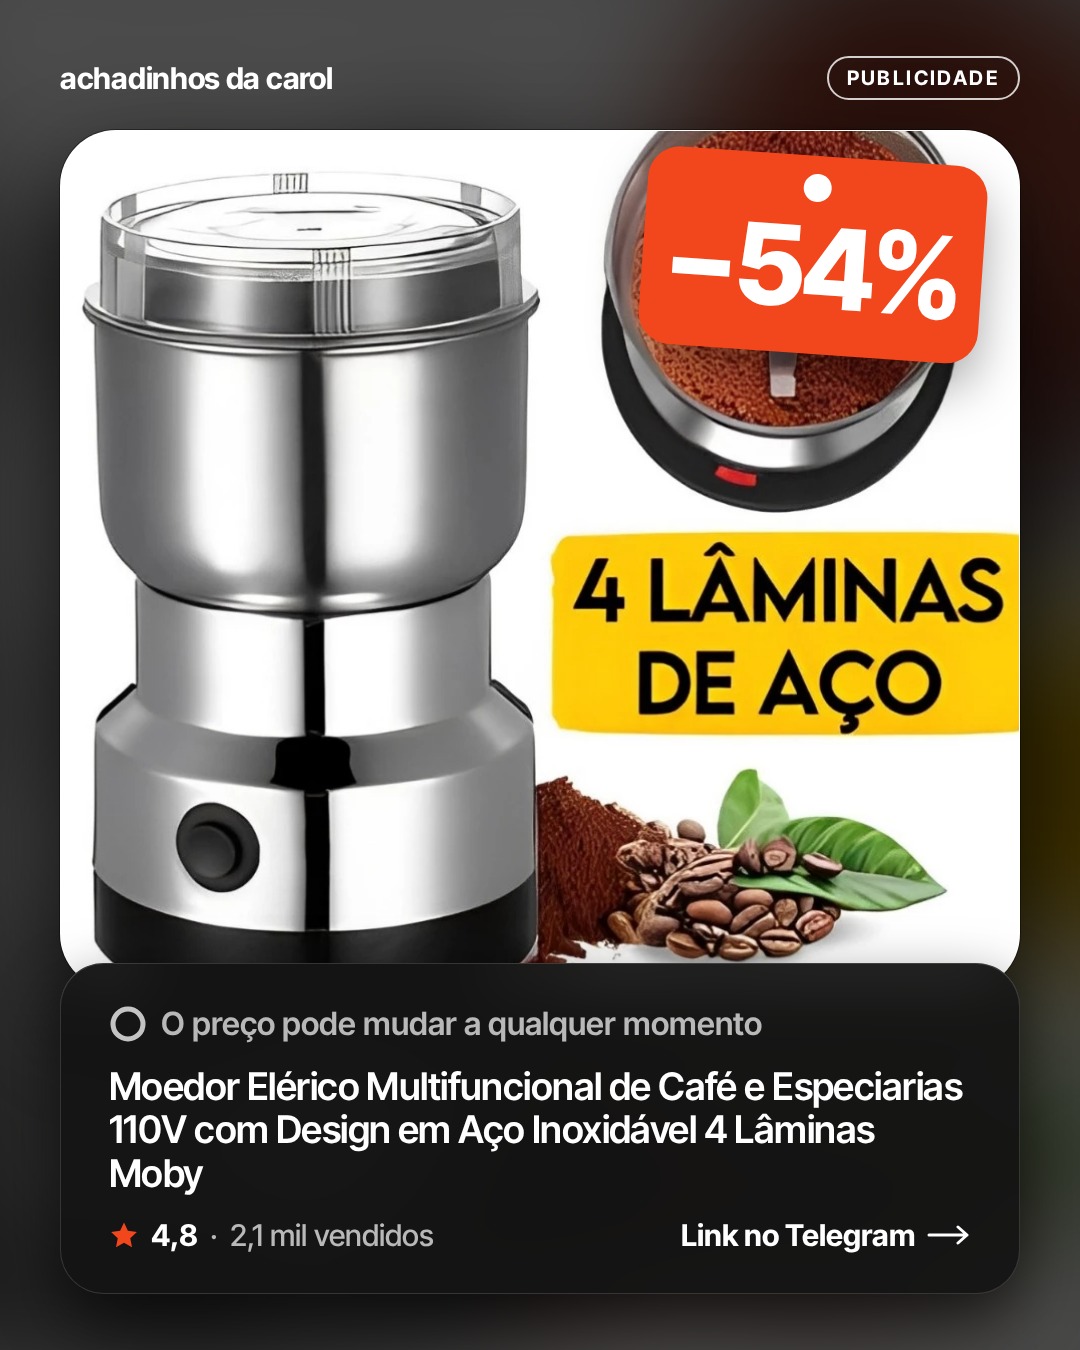 achadinhos da carol
PUBLICIDADE
−54%
4 LÂMINAS
DE AÇO
O preço pode mudar a qualquer momento
Moedor Elérico Multifuncional de Café e Especiarias
110V com Design em Aço Inoxidável 4 Lâminas
Moby
4,8 · 2,1 mil vendidos
Link no Telegram →